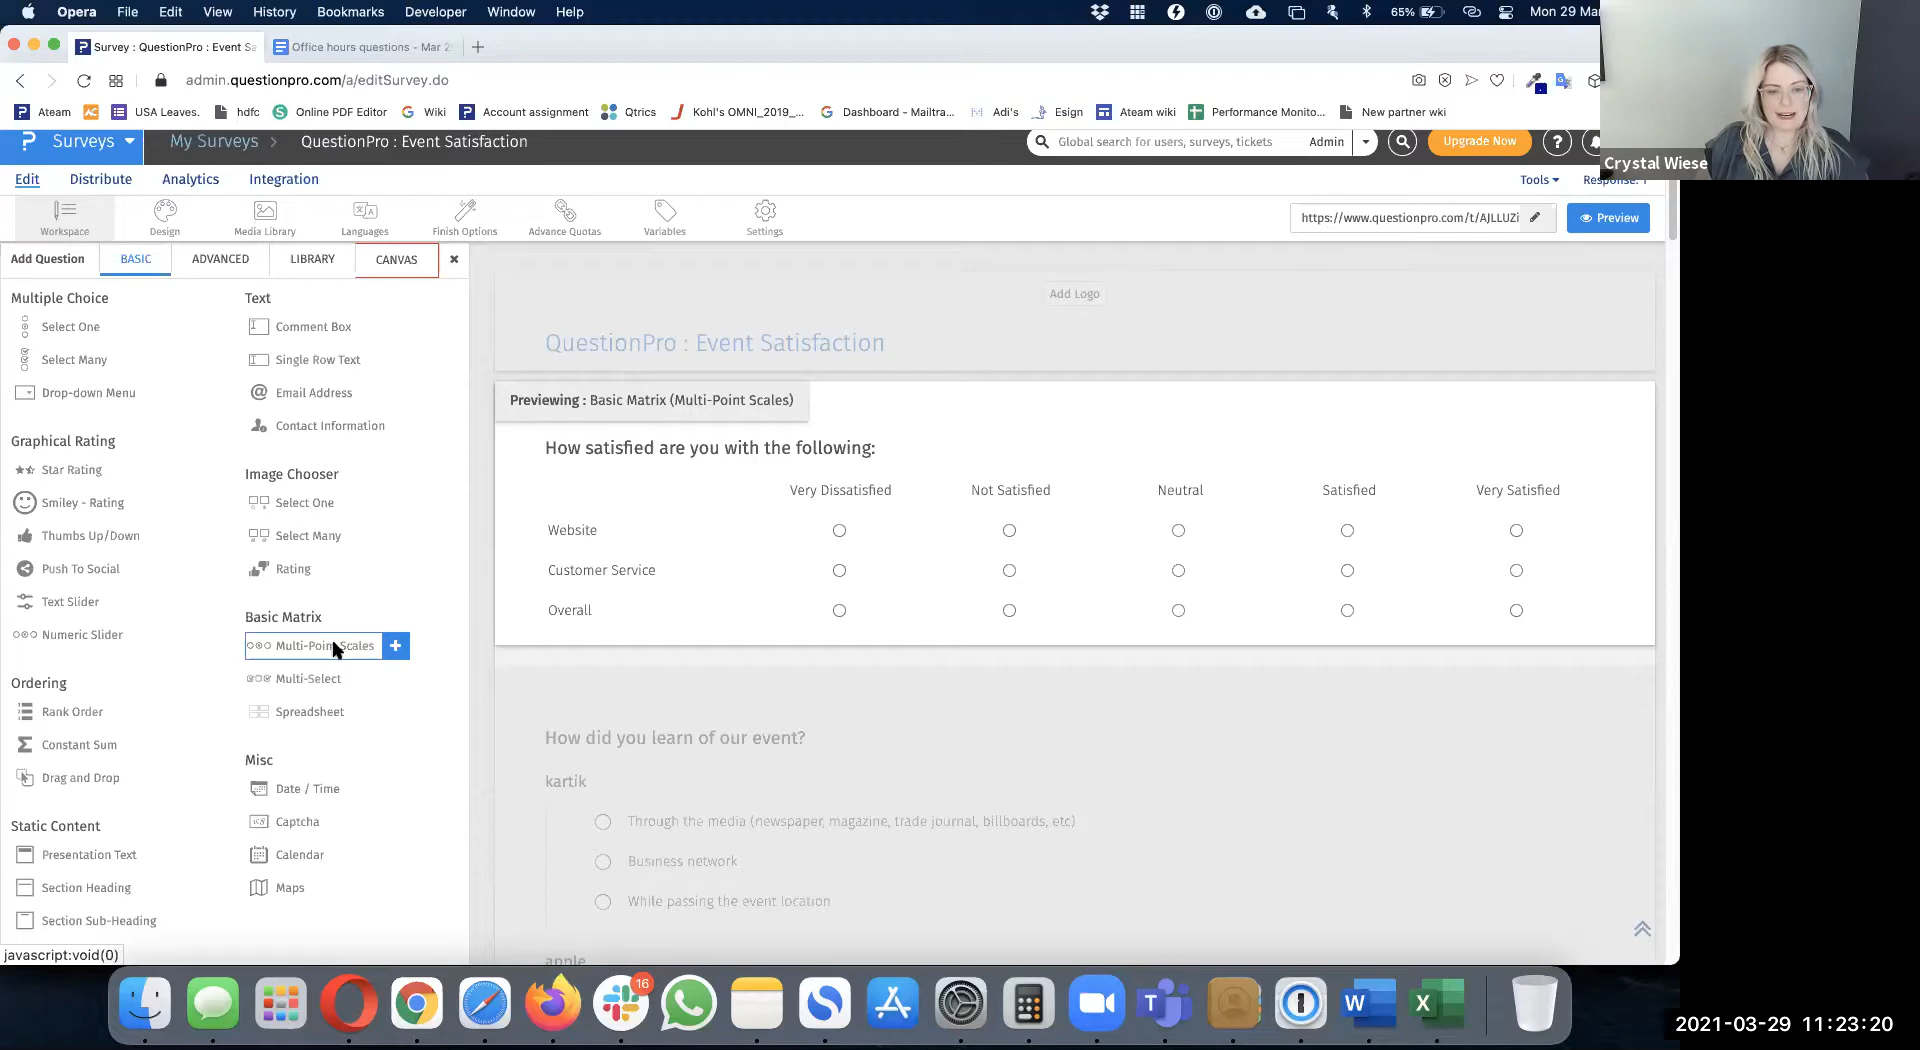 Opera File Edit View History Bookmarks Developer Window Help 65% Mon 29 Mar
Survey : QuestionPro : Event Sa Office hours questions - Mar 2
admin.questionpro.com/a/editSurvey.do
Ateam USA Leaves. hdfc Online PDF Editor Wiki Account assignment Qtrics Kohl's OMNI_2019_... Dashboard - Mailtra... Adi's Esign Ateam wiki Performance Monito... New partner wki
Surveys My Surveys > QuestionPro : Event Satisfaction Global search for users, surveys, tickets Admin Upgrade Now ?
Crystal Wiese
Edit Distribute Analytics Integration Tools Response: 1
Workspace Design Media Library Languages Finish Options Advance Quotas Variables Settings https://www.questionpro.com/t/AJLLUZi Preview
Add Question BASIC ADVANCED LIBRARY CANVAS
Multiple Choice
Select One
Select Many
Drop-down Menu
Graphical Rating
Star Rating
Smiley - Rating
Thumbs Up/Down
Push To Social
Text Slider
Numeric Slider
Ordering
Rank Order
Constant Sum
Drag and Drop
Static Content
Presentation Text
Section Heading
Section Sub-Heading
Text
Comment Box
Single Row Text
Email Address
Contact Information
Image Chooser
Select One
Select Many
Rating
Basic Matrix
Multi-Point Scales
Multi-Select
Spreadsheet
Misc
Date / Time
Captcha
Calendar
Maps
Add Logo
QuestionPro : Event Satisfaction
Previewing : Basic Matrix (Multi-Point Scales)
How satisfied are you with the following:
Very Dissatisfied Not Satisfied Neutral Satisfied Very Satisfied
Website
Customer Service
Overall
How did you learn of our event?
kartik
Through the media (newspaper, magazine, trade journal, billboards, etc)
Business network
While passing the event location
apple
javascript:void(0)
16
2021-03-29 11:23:20